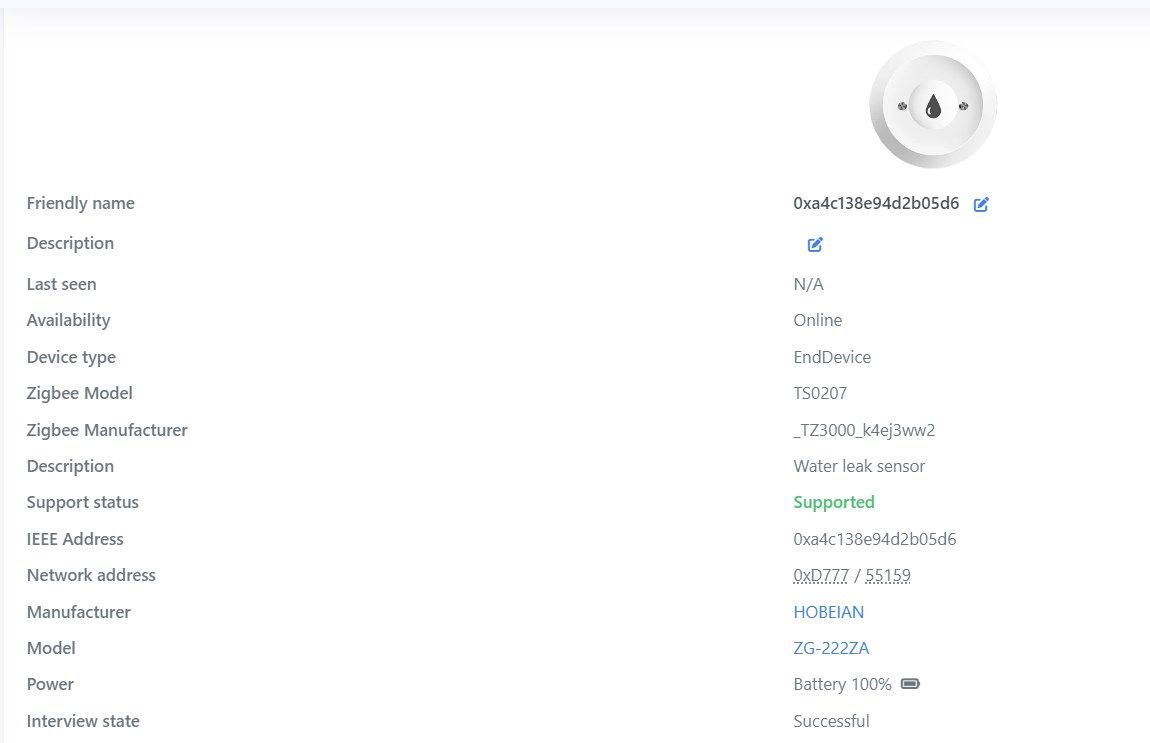 Friendly name 0xa4c138e94d2b05d6
Description
Last seen N/A
Availability Online
Device type EndDevice
Zigbee Model TS0207
Zigbee Manufacturer _TZ3000_k4ej3ww2
Description Water leak sensor
Support status Supported
IEEE Address 0xa4c138e94d2b05d6
Network address 0xD777 / 55159
Manufacturer HOBEIAN
Model ZG-222ZA
Power Battery 100%
Interview state Successful